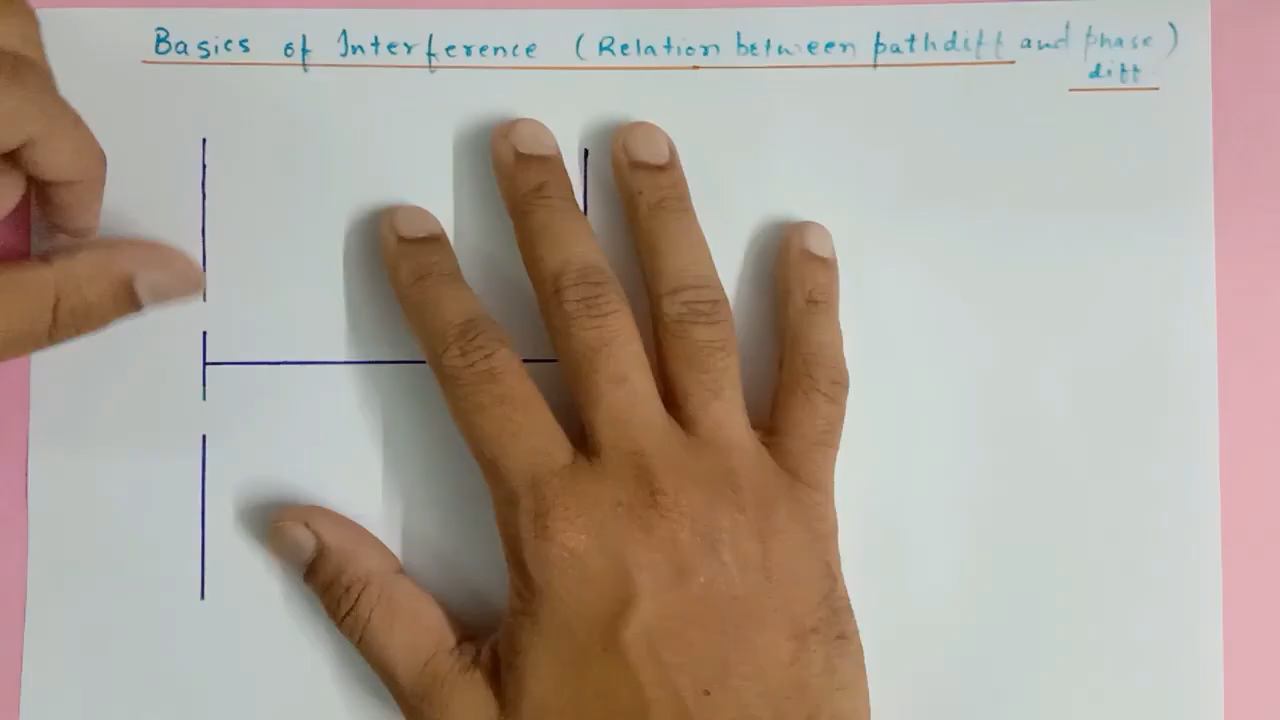 Basics of Interference (Relation between pathdiff and phase)
diff